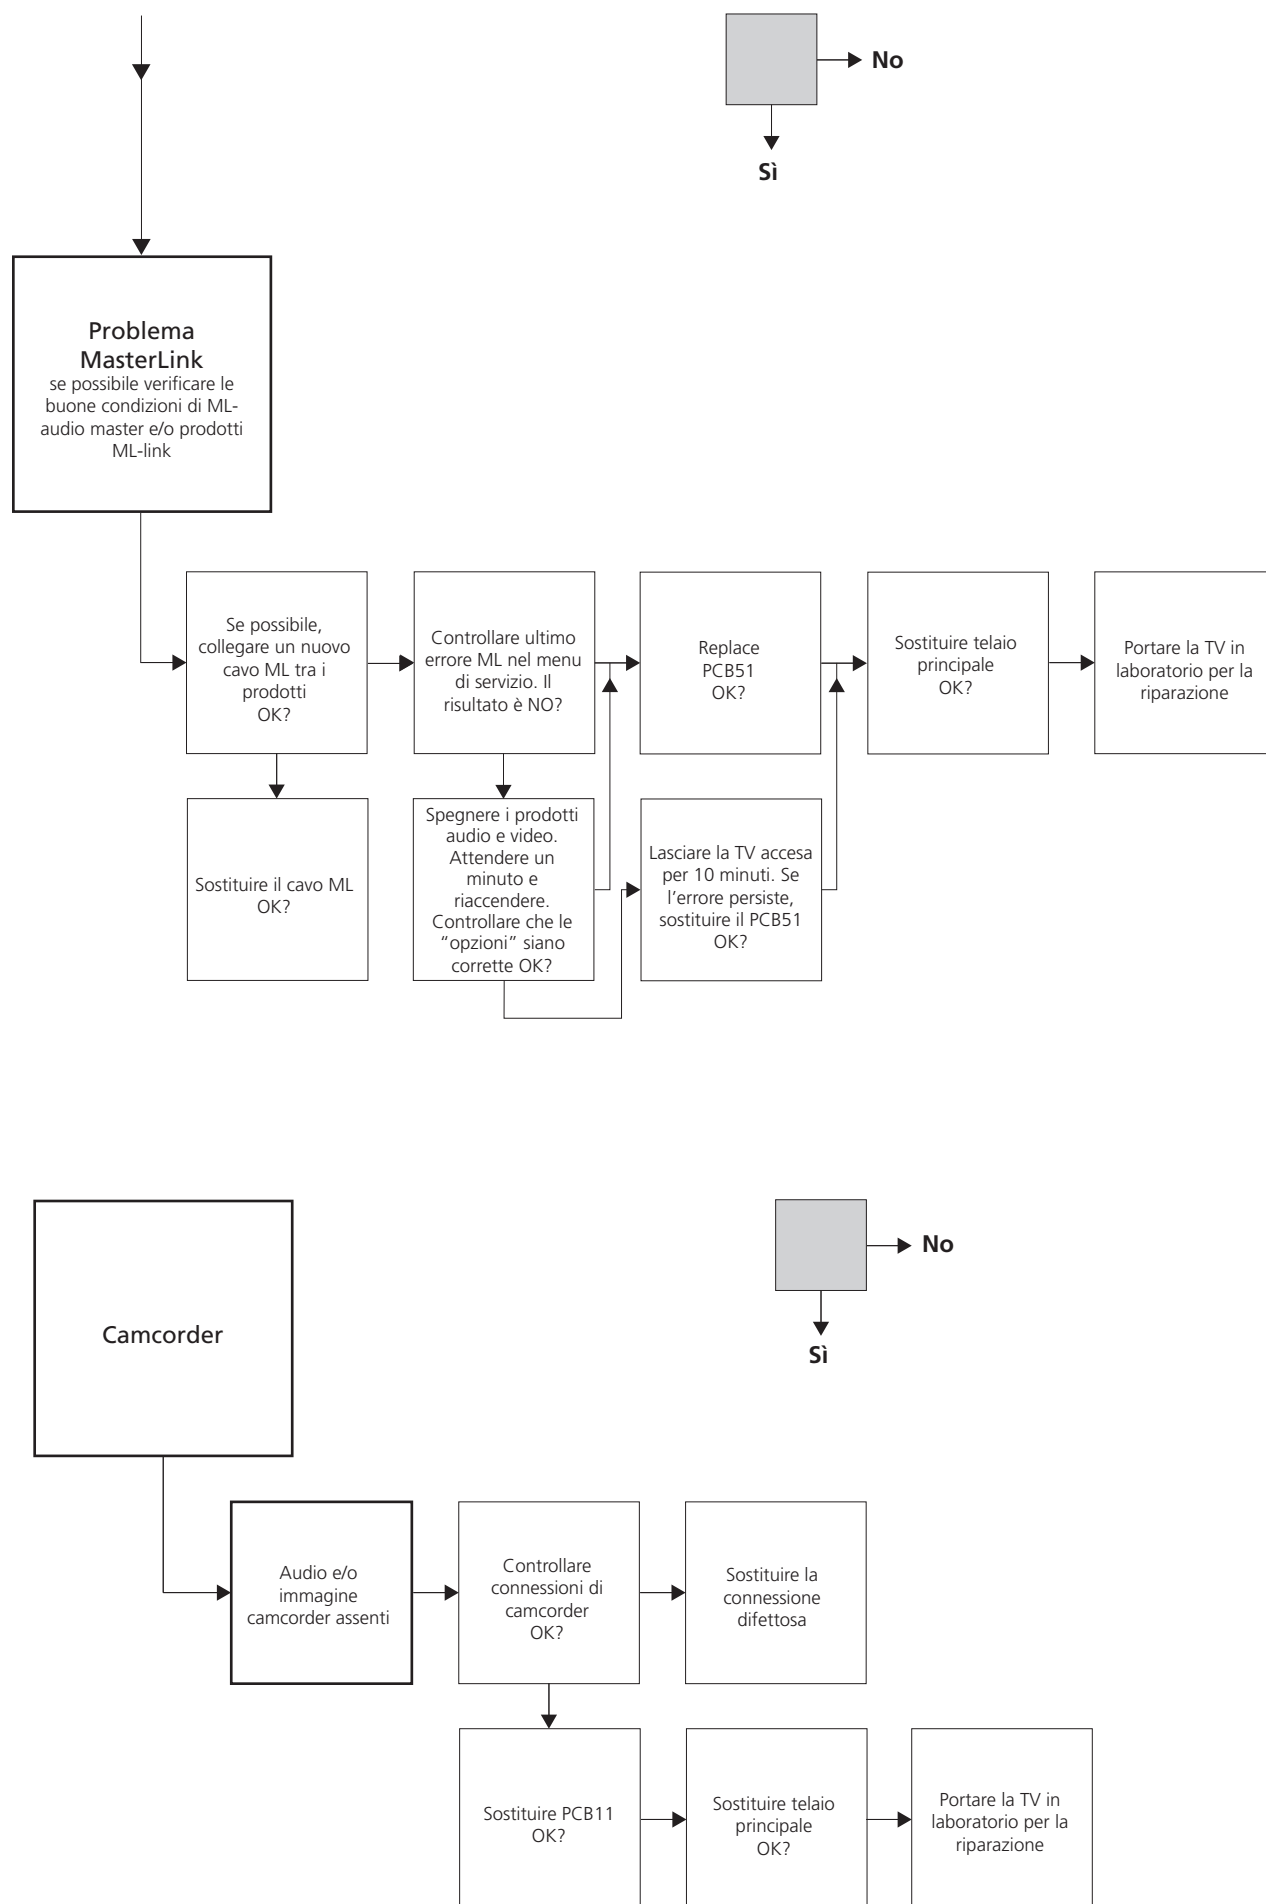 No
Sì
Problema
MasterLink
se possibile verificare le
buone condizioni di ML-
audio master e/o prodotti
ML-link
Se possibile,
collegare un nuovo
cavo ML tra i
prodotti
OK?
Controllare ultimo
errore ML nel menu
di servizio. Il
risultato è NO?
Replace
PCB51
OK?
Sostituire telaio
principale
OK?
Portare la TV in
laboratorio per la
riparazione
Sostituire il cavo ML
OK?
Spegnere i prodotti
audio e video.
Attendere un
minuto e
riaccendere.
Controllare che le
“opzioni” siano
corrette OK?
Lasciare la TV accesa
per 10 minuti. Se
l’errore persiste,
sostituire il PCB51
OK?
Camcorder
No
Sì
Audio e/o
immagine
camcorder assenti
Controllare
connessioni di
camcorder
OK?
Sostituire la
connessione
difettosa
Sostituire PCB11
OK?
Sostituire telaio
principale
OK?
Portare la TV in
laboratorio per la
riparazione